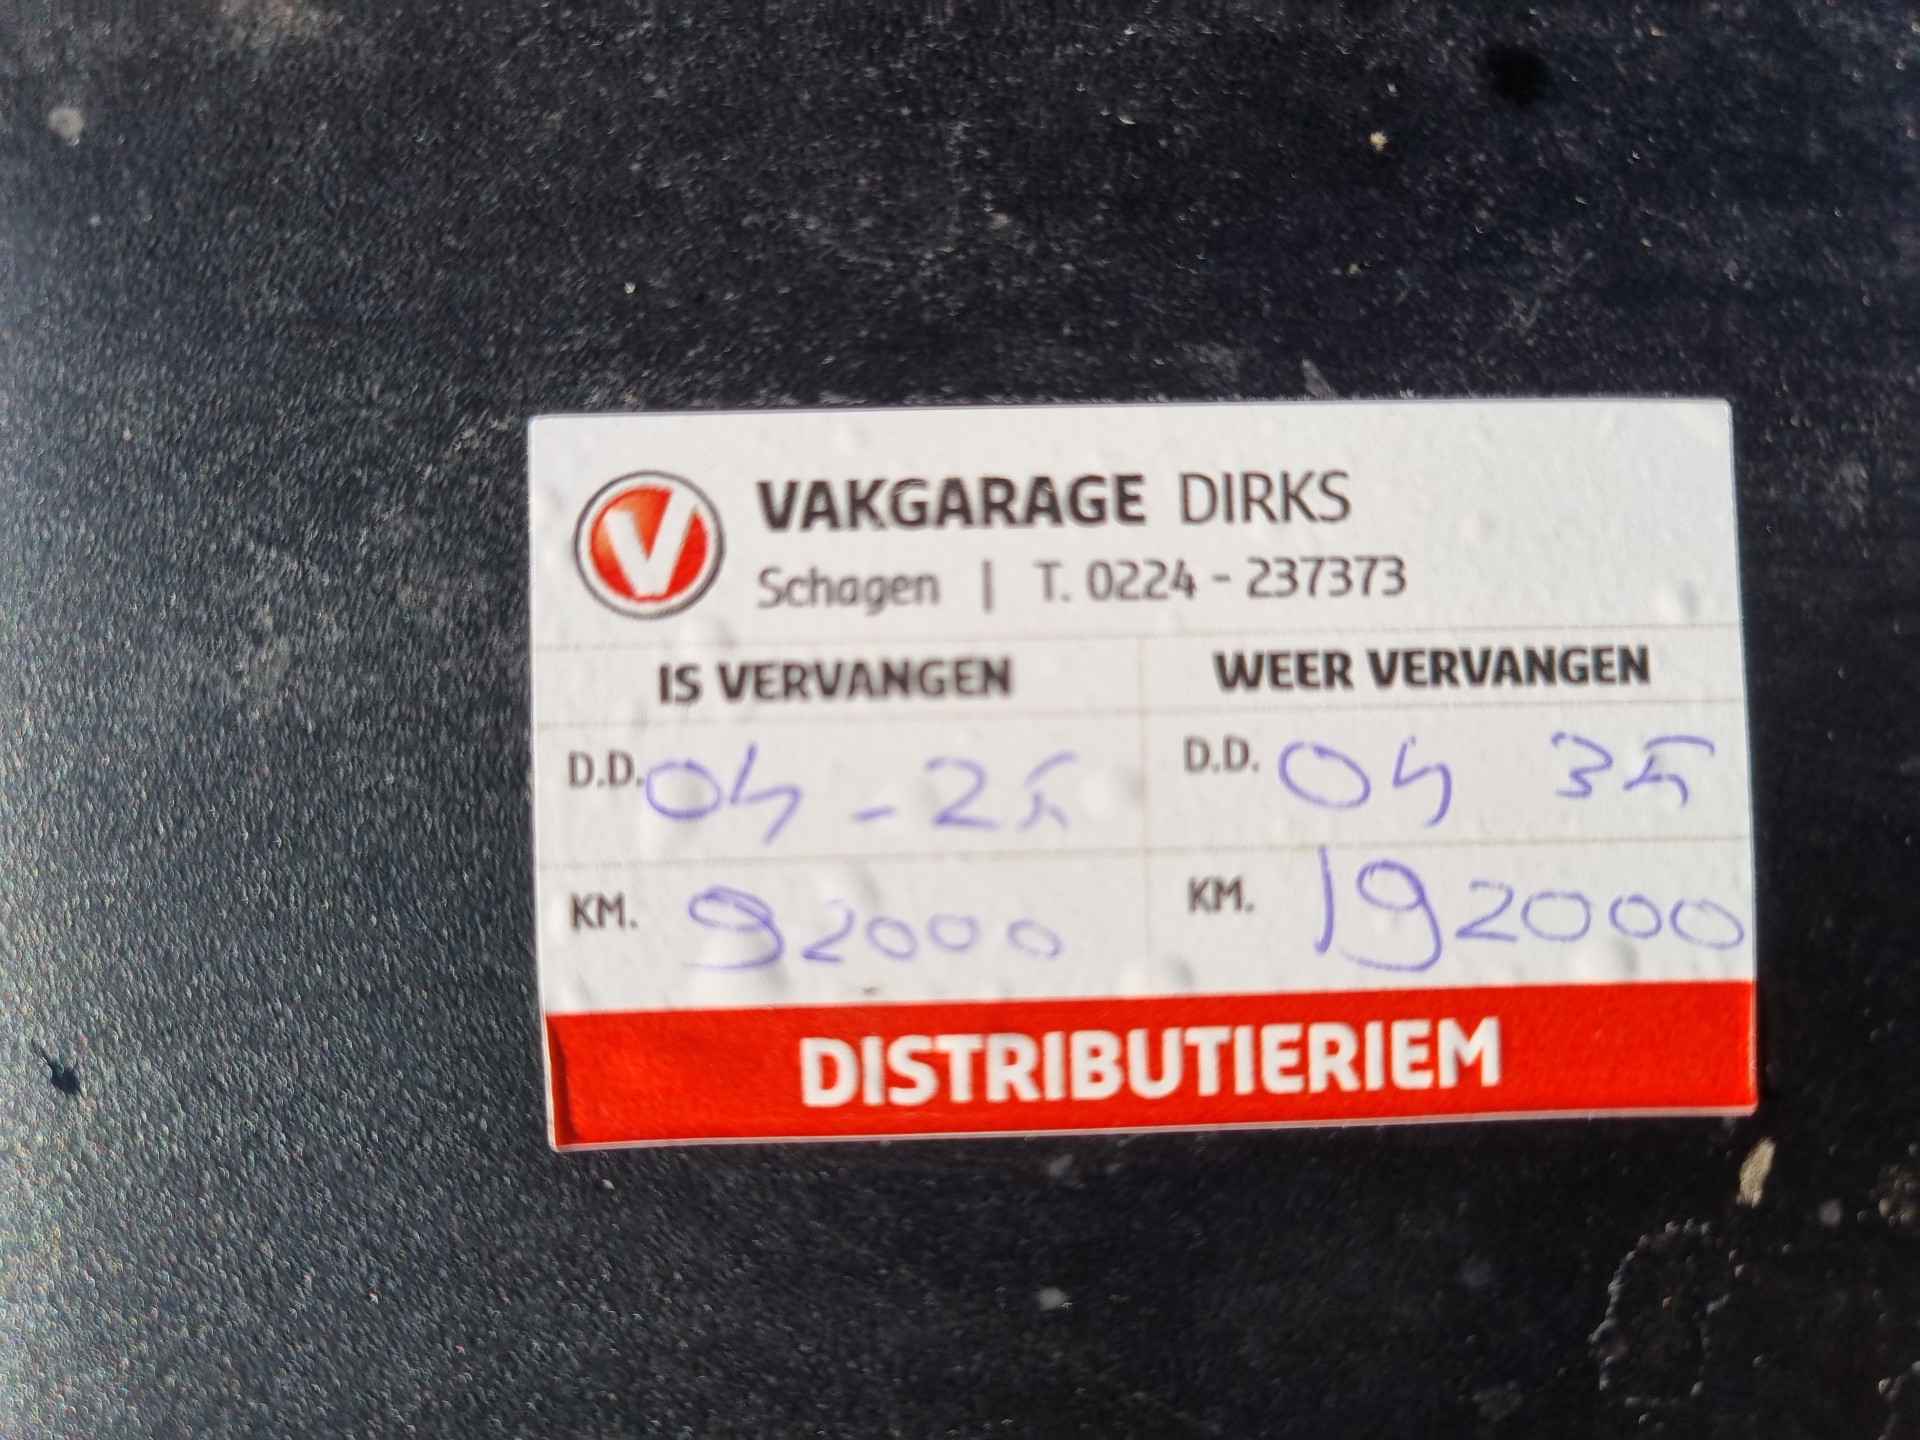 VAKGARAGE DIRKS
Schagen | T. 0224 - 237373
IS VERVANGEN WEER VERVANGEN
D.D. 04 - 25 D.D. 04 35
KM. 92000 KM. 192000
DISTRIBUTIERIEM